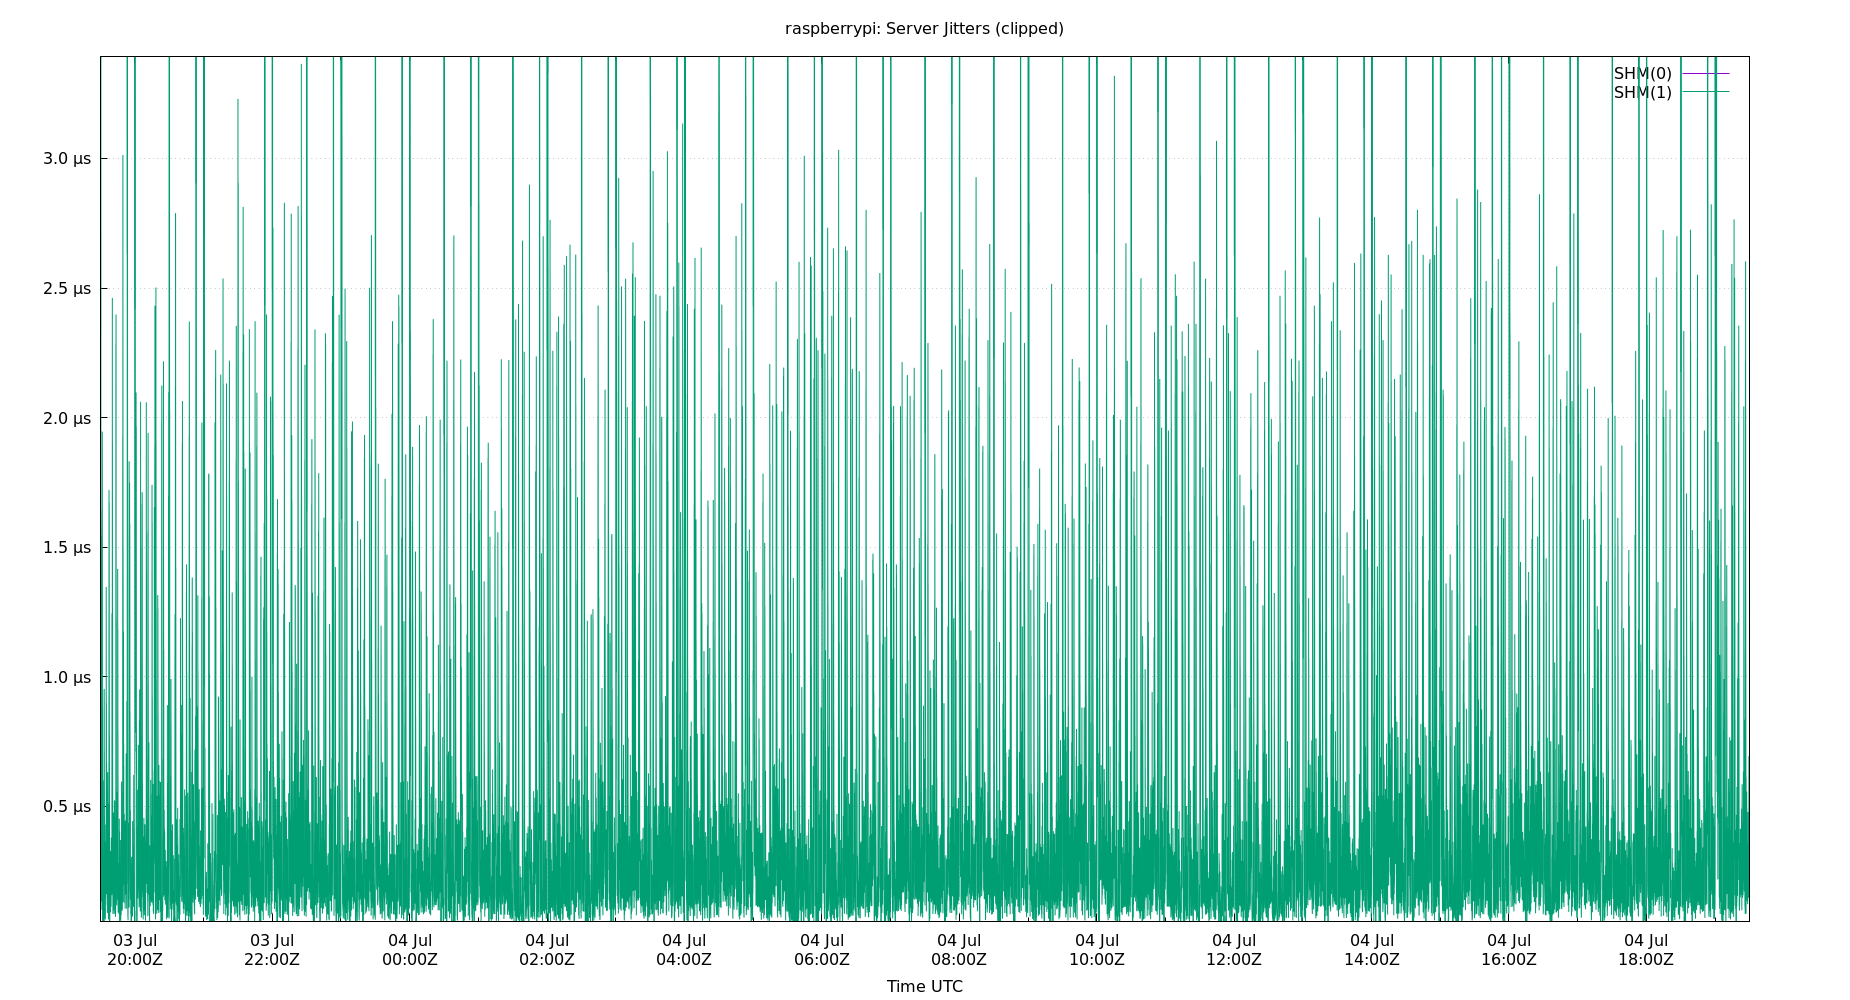 raspberrypi: Server Jitters (clipped)
SHM(0)
SHM(1)
3.0 µs
2.5 µs
2.0 µs
1.5 µs
1.0 µs
0.5 µs
03 Jul 03 Jul 04 Jul 04 Jul 04 Jul 04 Jul 04 Jul 04 Jul 04 Jul 04 Jul 04 Jul 04 Jul
20:00Z 22:00Z 00:00Z 02:00Z 04:00Z 06:00Z 08:00Z 10:00Z 12:00Z 14:00Z 16:00Z 18:00Z
Time UTC